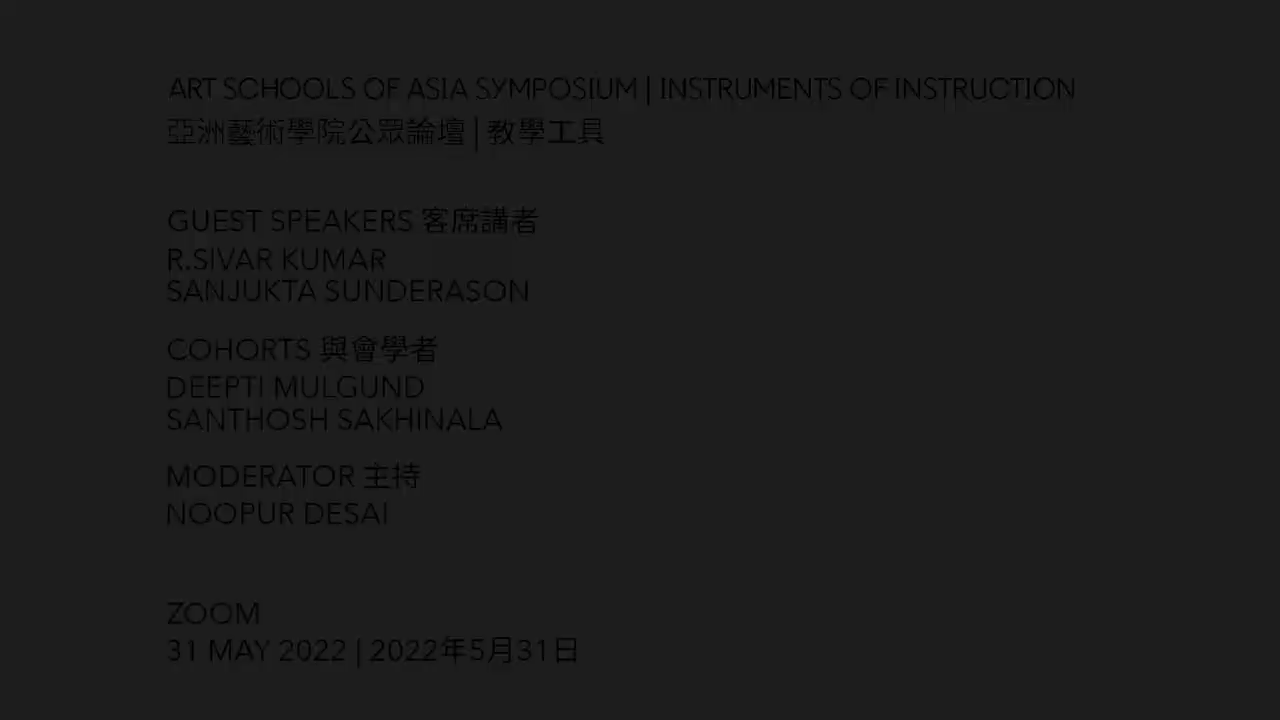 ART SCHOOLS OF ASIA SYMPOSIUM | INSTRUMENTS OF INSTRUCTION
亞洲藝術學院公眾論壇 | 教學工具
GUEST SPEAKERS 客席講者
R.SIVAR KUMAR
SANJUKTA SUNDERASON
COHORTS 與會學者
DEEPTI MULGUND
SANTHOSH SAKHINALA
MODERATOR 主持
NOOPUR DESAI
ZOOM
31 MAY 2022 | 2022年5月31日